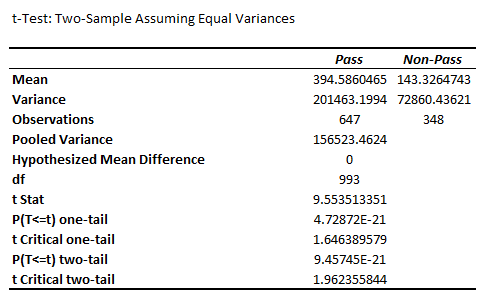 t-Test: Two-Sample Assuming Equal Variances
Pass Non-Pass
Mean 394.5860465 143.3264743
Variance 201463.1994 72860.43621
Observations 647 348
Pooled Variance 156523.4624
Hypothesized Mean Difference 0
df 993
t Stat 9.553513351
P(T<=t) one-tail 4.72872E-21
t Critical one-tail 1.646389579
P(T<=t) two-tail 9.45745E-21
t Critical two-tail 1.962355844